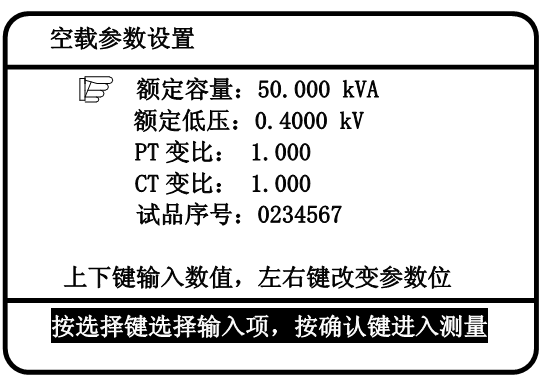 空载参数设置
额定容量：50.000 kVA
额定低压：0.4000 kV
PT 变比： 1.000
CT 变比： 1.000
试品序号：0234567
上下键输入数值，左右键改变参数位
按选择键选择输入项，按确认键进入测量